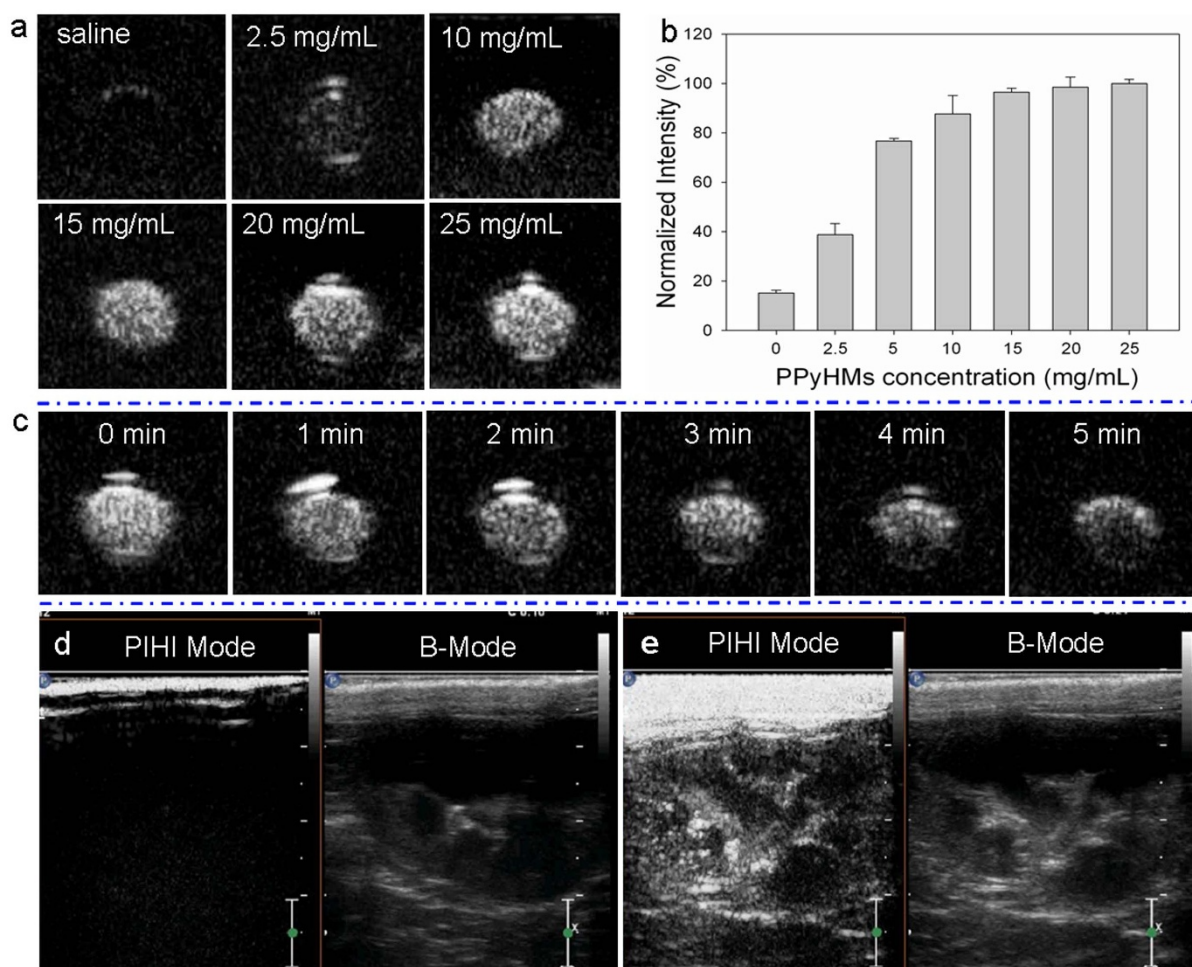 a
saline
2.5 mg/mL
10 mg/mL
15 mg/mL
20 mg/mL
25 mg/mL
b
Normalized Intensity (%)
120
100
80
60
40
20
0
0 2.5 5 10 15 20 25
PPyHMs concentration (mg/mL)
c
0 min
1 min
2 min
3 min
4 min
5 min
d
PIHI Mode
B-Mode
P
P
X
e
PIHI Mode
B-Mode
P
P
X